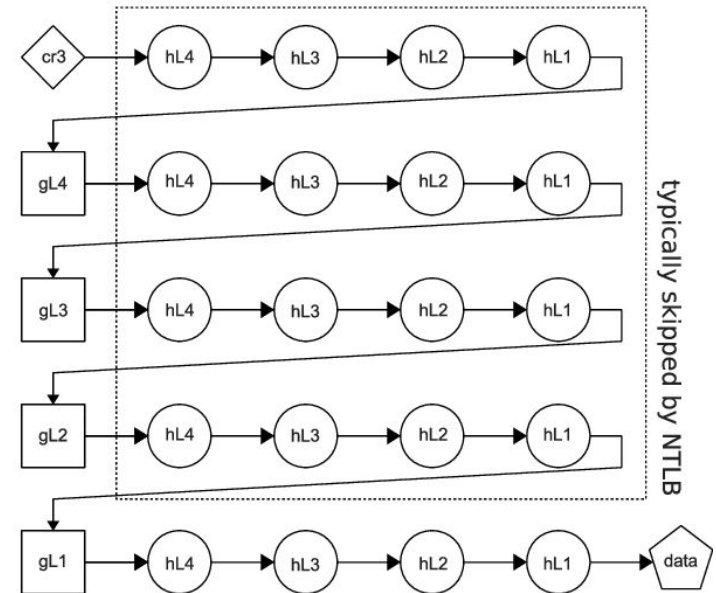 cr3 hL4 hL3 hL2 hL1
gL4 hL4 hL3 hL2 hL1
gL3 hL4 hL3 hL2 hL1
gL2 hL4 hL3 hL2 hL1
gL1 hL4 hL3 hL2 hL1 data
typically skipped by NTLB